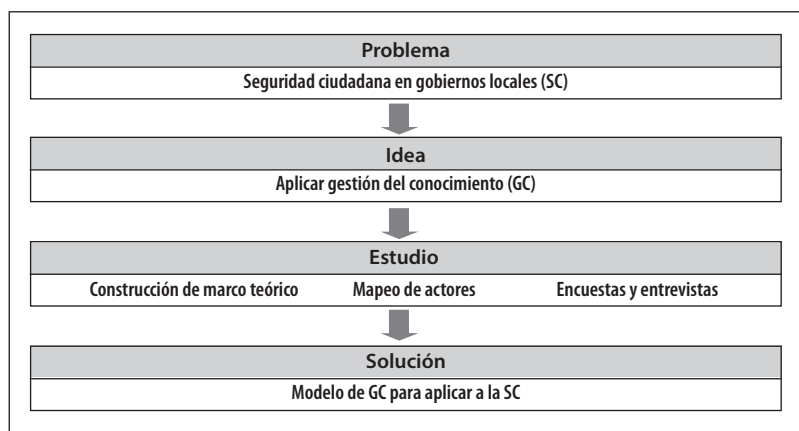 Problema
Seguridad ciudadana en gobiernos locales (SC)
Idea
Aplicar gestión del conocimiento (GC)
Estudio
Construcción de marco teórico Mapeo de actores Encuestas y entrevistas
Solución
Modelo de GC para aplicar a la SC